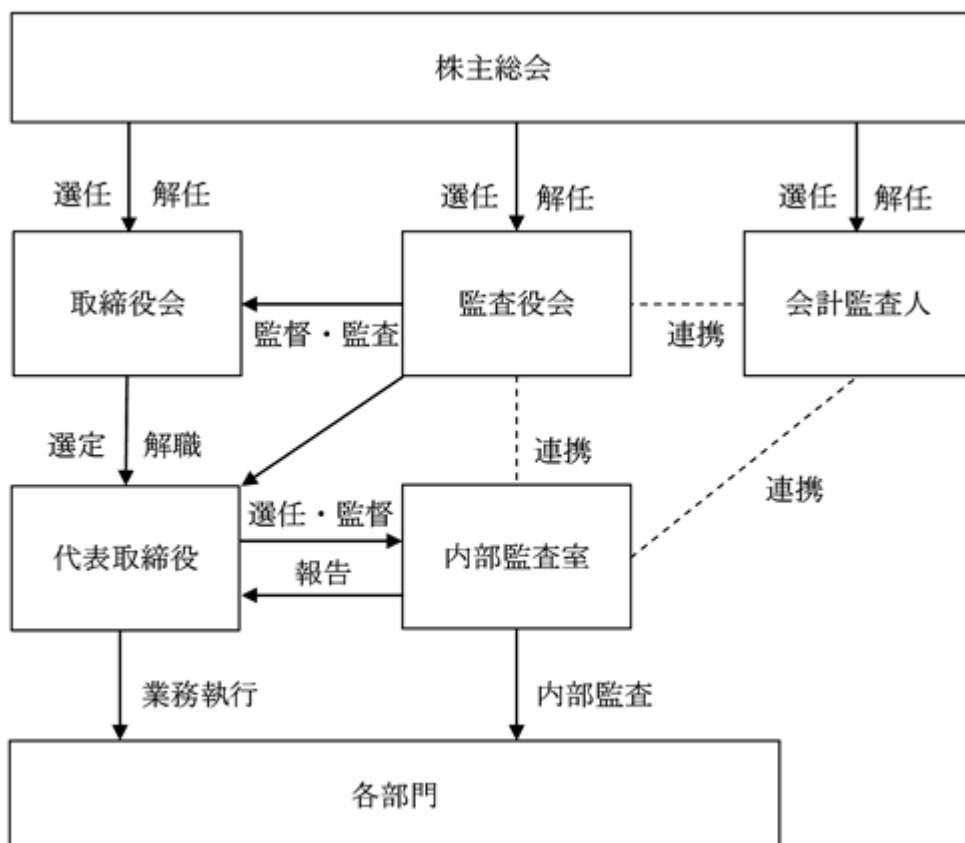 株主総会
選任 解任
選任 解任
選任 解任
取締役会
監査役会
会計監査人
監督・監査
連携
選定 解職
連携
連携
代表取締役
選任・監督
報告
内部監査室
業務執行
内部監査
各部門